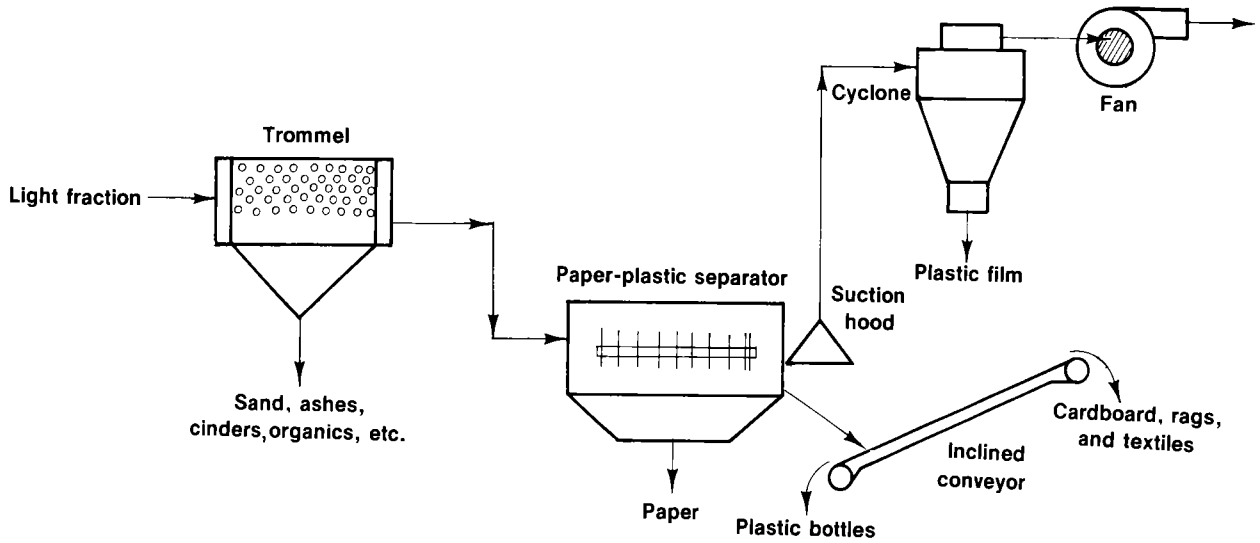 Trommel
Light fraction
Sand, ashes,
cinders, organics, etc.
Paper-plastic separator
Paper
Suction
hood
Cyclone
Plastic film
Fan
Inclined
conveyor
Plastic bottles
Cardboard, rags,
and textiles